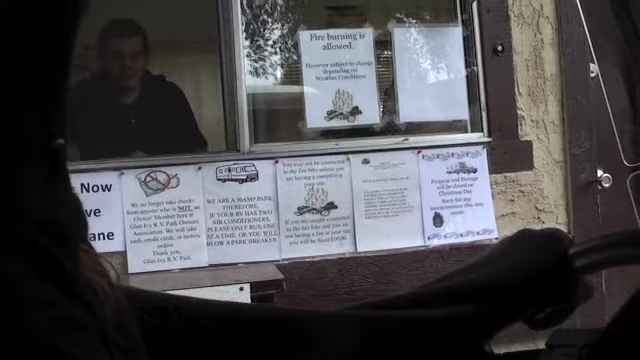 Fire burning is
allowed.
However subject to change
depending on
Weather Conditions
Now
ve
ane
We no longer take checks
from anyone who is NOT an
Owner/ Member here at
Glen Ivy R.V. Park Owners
Association. We will take
cash, credit cards, or money
orders
Thank you,
Glen Ivy R.V. Park
WE ARE A 30AMP PARK,
THEREFORE,
IF YOUR RV HAS TWO
AIR CONDITIONERS,
PLEASE ONLY RUN ONE
AT A TIME OR YOU WILL
BLOW A PARK BREAKER
You may not be connected to
the fire bibs unless you
are having a campfire at
your site
If you are caught connected
to the fire bibs and are
not having a fire at your site
you will be fined
Propane and Storage
will be closed on
Christmas Day
Sorry for any
inconvenience this may
cause